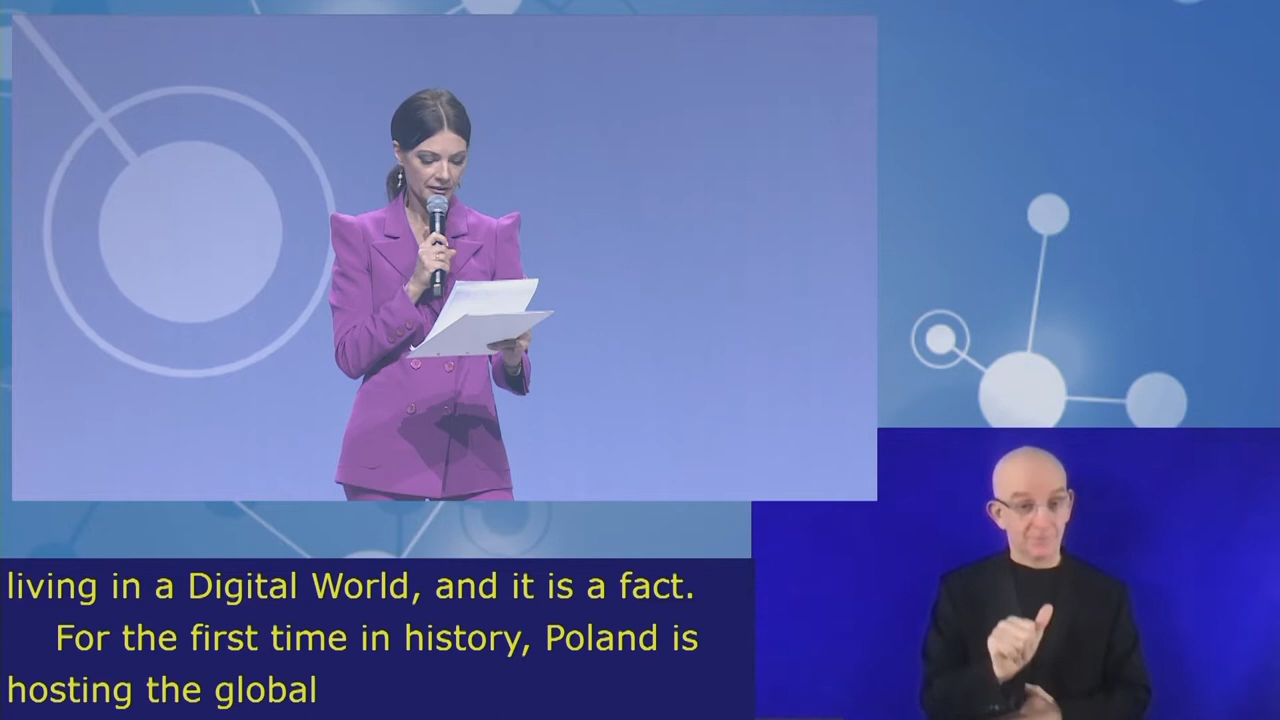 living in a Digital World, and it is a fact.
For the first time in history, Poland is
hosting the global